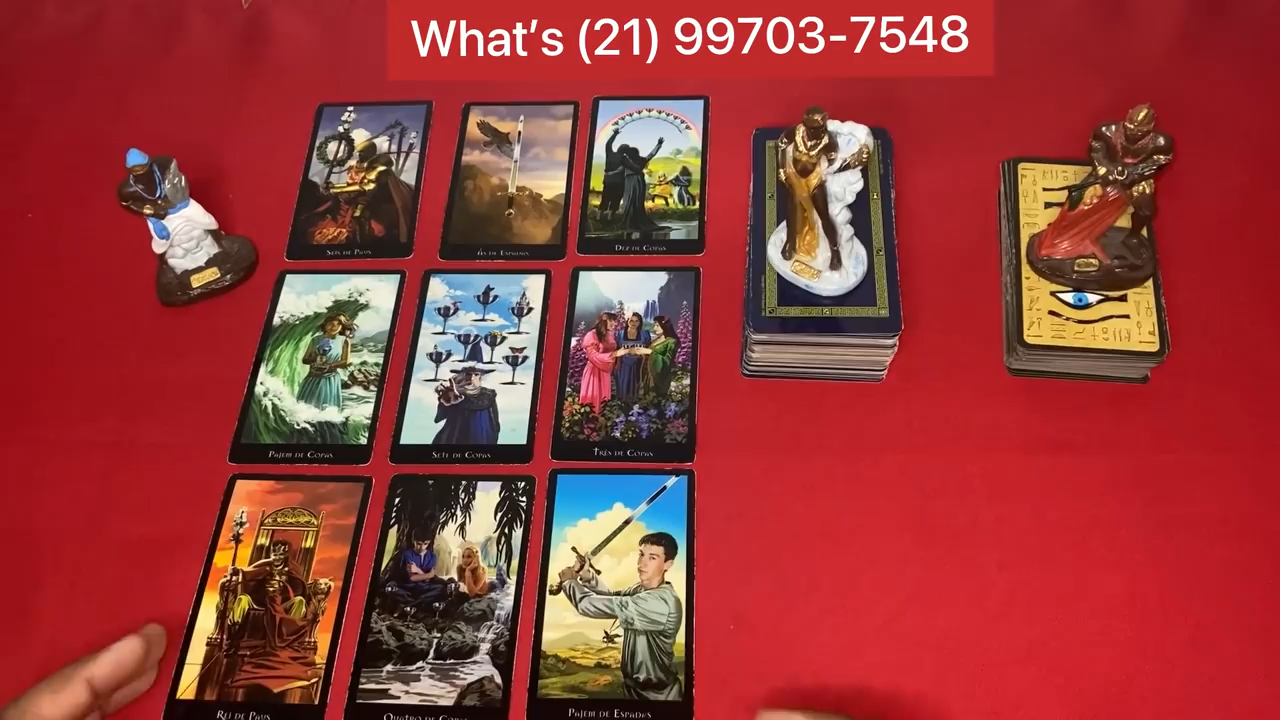 What’s (21) 99703-7548
Seis de Paus
Ás de Espadas
Dez de Copas
Pajem de Copas
Sete de Copas
Três de Copas
Rei de Paus
Quatro de Copas
Pajem de Espadas